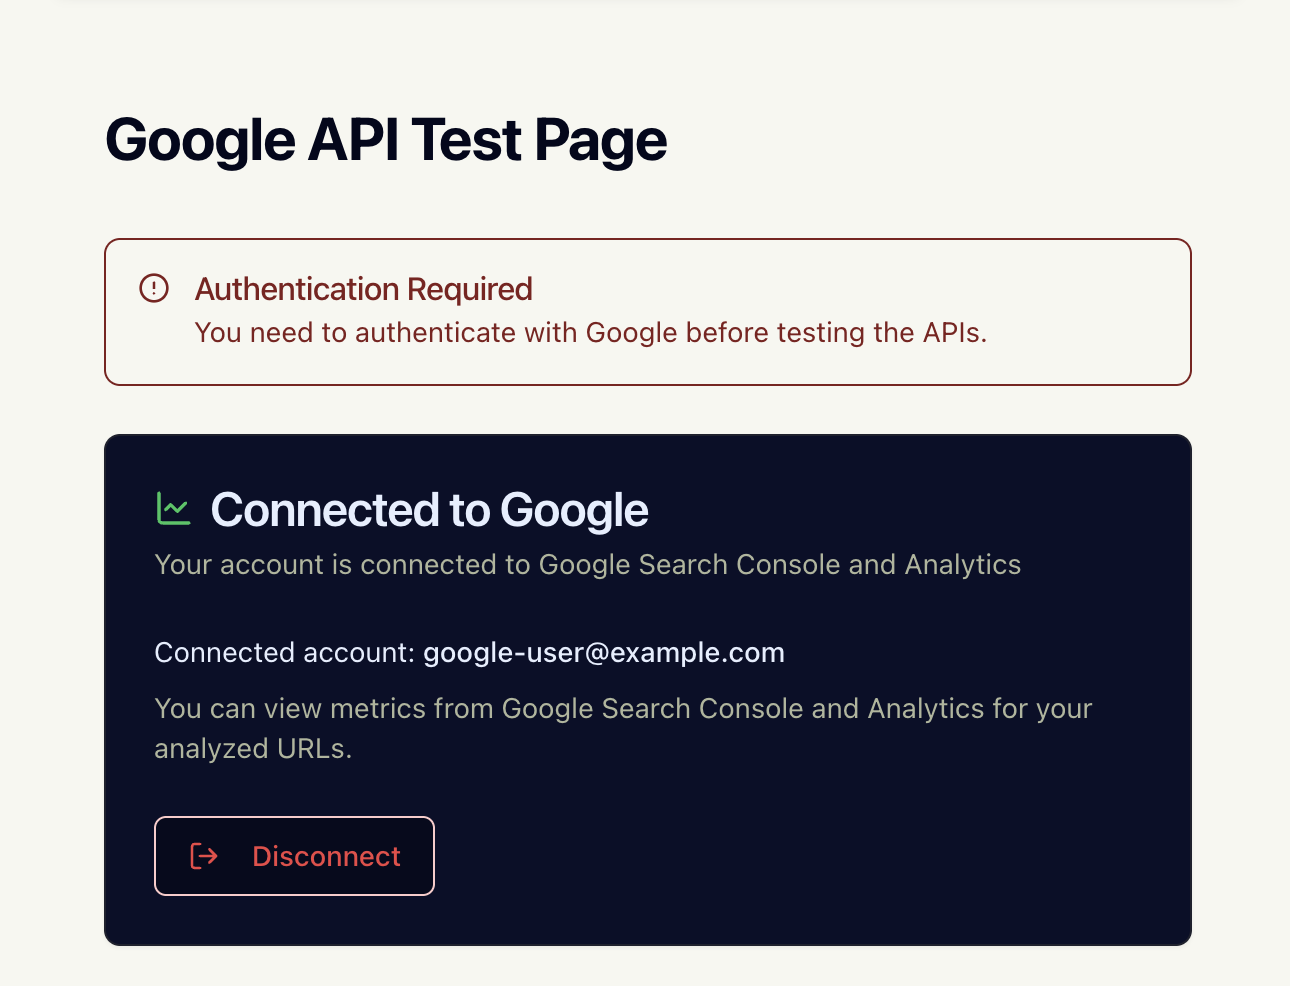 Google API Test Page
Authentication Required
You need to authenticate with Google before testing the APIs.
Connected to Google
Your account is connected to Google Search Console and Analytics
Connected account: google-user@example.com
You can view metrics from Google Search Console and Analytics for your
analyzed URLs.
Disconnect